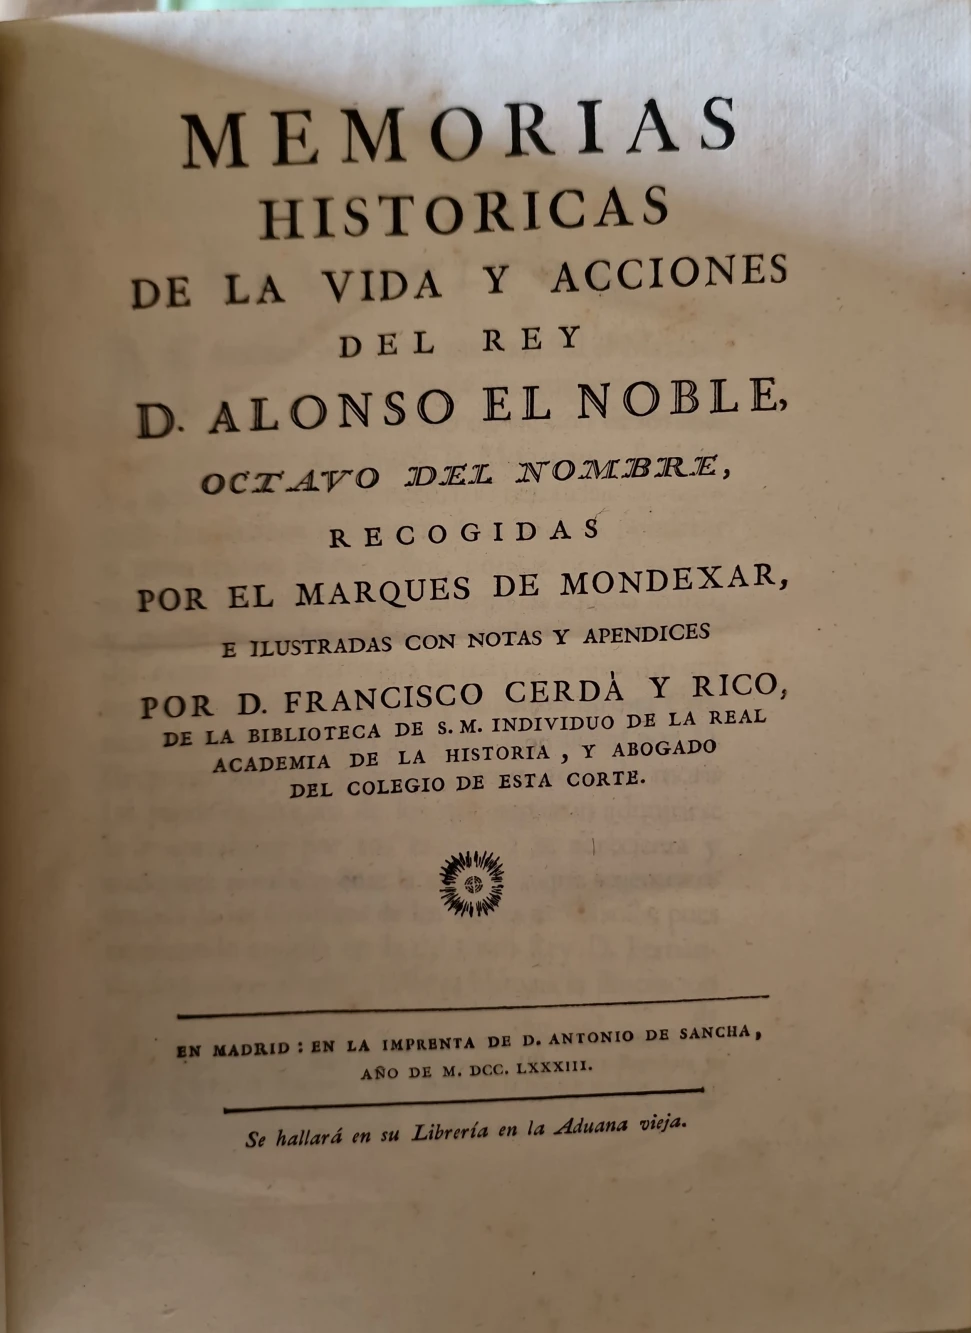 MEMORIAS
HISTORICAS
DE LA VIDA Y ACCIONES
DEL REY
D. ALONSO EL NOBLE,
OCTAVO DEL NOMBRE,
RECOGIDAS
POR EL MARQUES DE MONDEXAR,
E ILUSTRADAS CON NOTAS Y APENDICES
POR D. FRANCISCO CERDÀ Y RICO,
DE LA BIBLIOTECA DE S. M. INDIVIDUO DE LA REAL
ACADEMIA DE LA HISTORIA , Y ABOGADO
DEL COLEGIO DE ESTA CORTE.
EN MADRID : EN LA IMPRENTA DE D. ANTONIO DE SANCHA,
AÑO DE M. DCC. LXXXIII.
Se hallará en su Librería en la Aduana vieja.